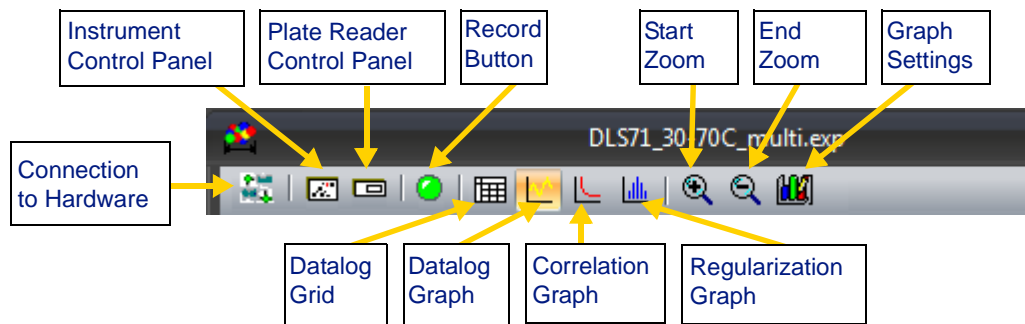 Instrument
Control Panel
Plate Reader
Control Panel
Record
Button
Start
Zoom
End
Zoom
Graph
Settings
DLS71_30-70C_multi.exp
Connection
to Hardware
Datalog
Grid
Datalog
Graph
Correlation
Graph
Regularization
Graph